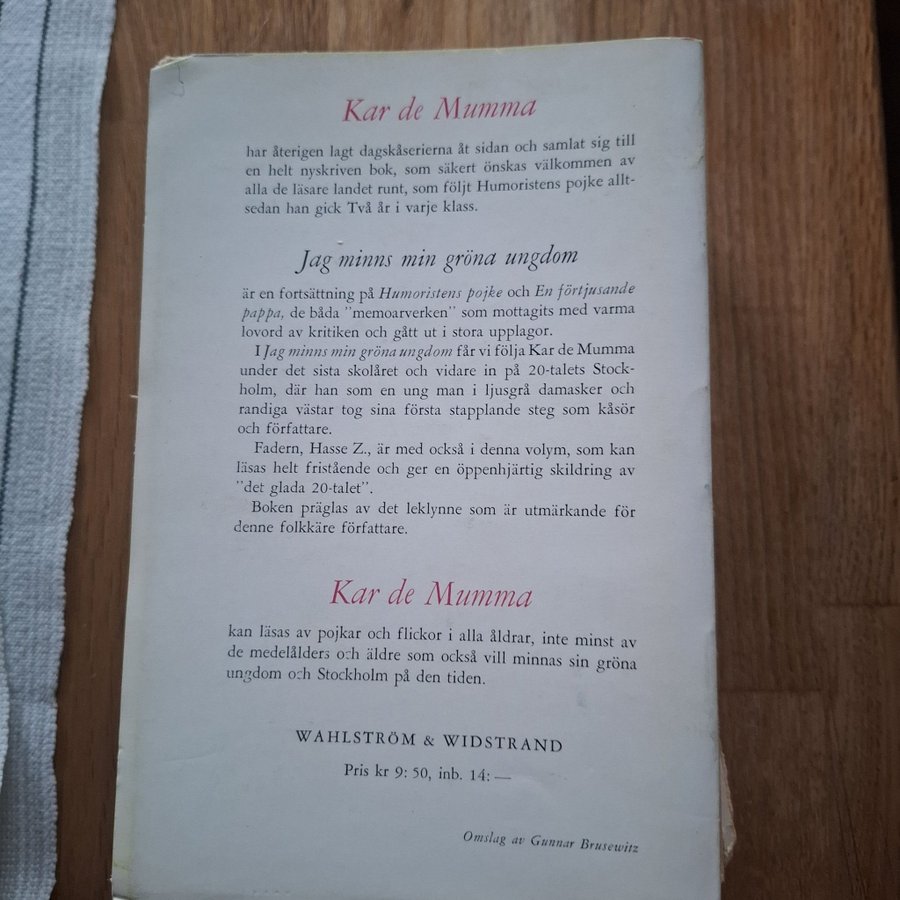 Kar de Mumma
har återigen lagt dagskåserierna åt sidan och samlat sig till
en helt nyskriven bok, som säkert önskas välkommen av
alla de läsare landet runt, som följt Humoristens pojke allt-
sedan han gick Två år i varje klass.
Jag minns min gröna ungdom
är en fortsättning på Humoristens pojke och En förtjusande
pappa, de båda "memoarverken" som mottagits med varma
lovord av kritiken och gått ut i stora upplagor.
I Jag minns min gröna ungdom får vi följa Kar de Mumma
under det sista skolåret och vidare in på 20-talets Stock-
holm, där han som en ung man i ljusgrå damasker och
randiga västar tog sina första stapplande steg som kåsör
och författare.
Fadern, Hasse Z., är med också i denna volym, som kan
läsas helt fristående och ger en öppenhjärtig skildring av
"det glada 20-talet".
Boken präglas av det leklynne som är utmärkande för
denne folkkäre författare.
Kar de Mumma
kan läsas av pojkar och flickor i alla åldrar, inte minst av
de medelålders och äldre som också vill minnas sin gröna
ungdom och Stockholm på den tiden.
WAHLSTRÖM & WIDSTRAND
Pris kr 9: 50, inb. 14: —
Omslag av Gunnar Brusewitz